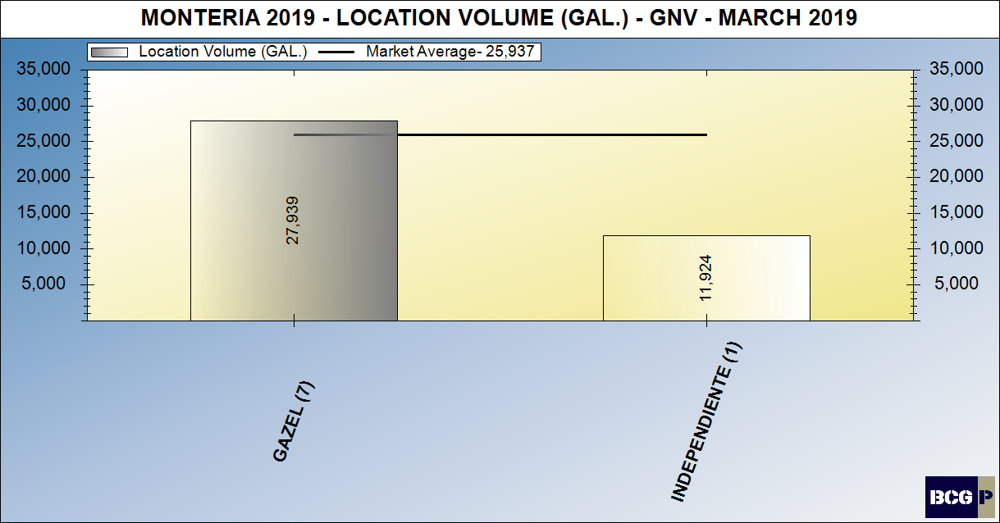 MONTERIA 2019 - LOCATION VOLUME (GAL.) - GNV - MARCH 2019
Location Volume (GAL.) Market Average- 25,937
35,000 35,000
30,000 30,000
25,000 25,000
20,000 20,000
15,000 15,000
10,000 10,000
5,000 5,000
27,939
11,924
GAZEL (7)
INDEPENDIENTE (1)
BCG P